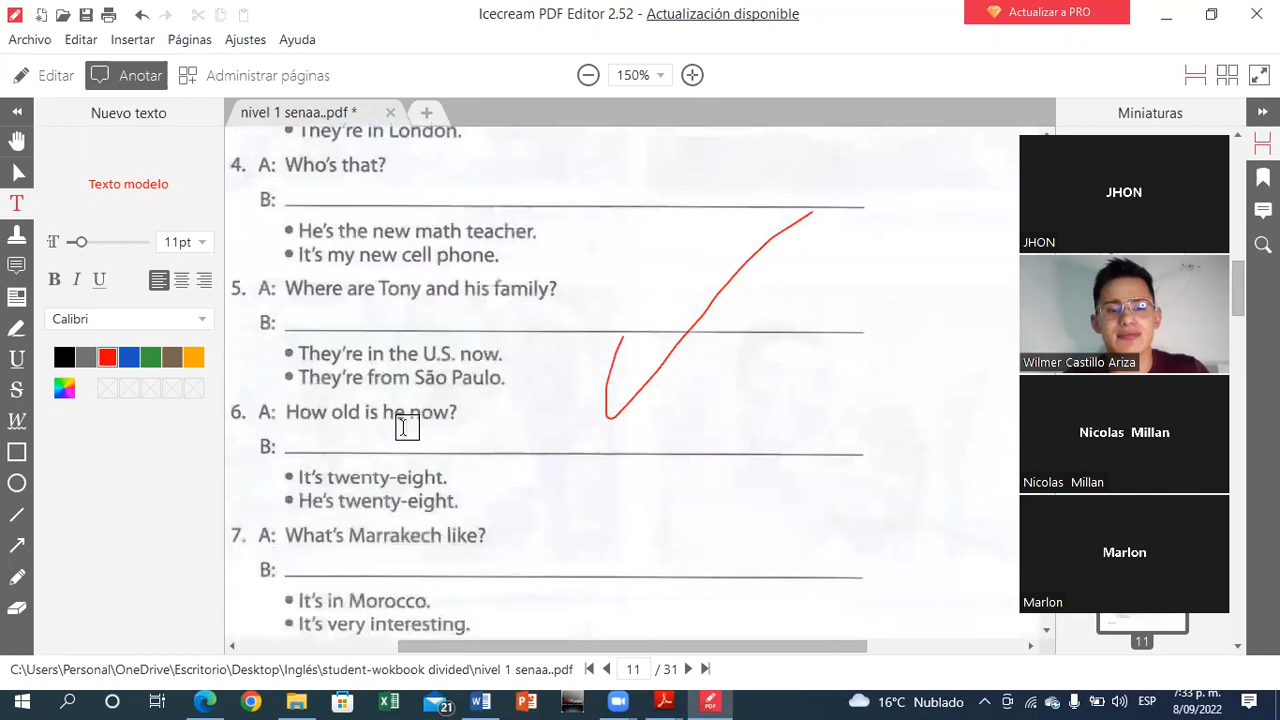 Icecream PDF Editor 2.52 - Actualización disponible
Actualizar a PRO
Archivo Editar Insertar Páginas Ajustes Ayuda
Editar Anotar Administrar páginas 150%
Nuevo texto
nivel 1 senaa..pdf *
Miniaturas
Texto modelo
11pt
B I U
Calibri
They're in London.
4. A: Who's that?
B:
• He's the new math teacher.
• It's my new cell phone.
5. A: Where are Tony and his family?
B:
• They're in the U.S. now.
• They're from São Paulo.
6. A: How old is he now?
B:
• It's twenty-eight.
• He's twenty-eight.
7. A: What's Marrakech like?
B:
• It's in Morocco.
• It's very interesting.
JHON
JHON
Wilmer Castillo Ariza
Nicolas Millan
Nicolas Millan
Marlon
Marlon
11
C:\Users\Personal\OneDrive\Escritorio\Desktop\Inglés\student-wokbook divided\nivel 1 senaa..pdf
11 / 31
21
16°C Nublado
ESP
7:33 p. m.
8/09/2022